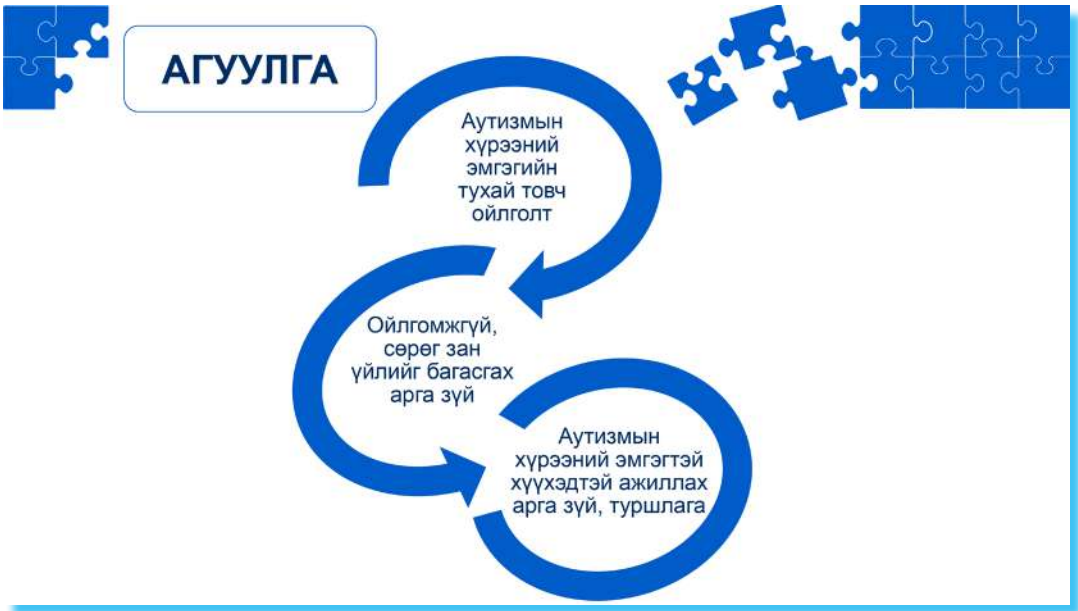 АГУУЛГА
Аутизмын
хүрээний
эмгэгийн
тухай товч
ойлголт
Ойлгомжгүй,
сөрөг зан
үйлийг багасгах
арга зүй
Аутизмын
хүрээний эмгэгтэй
хүүхэдтэй ажиллах
арга зүй, туршлага